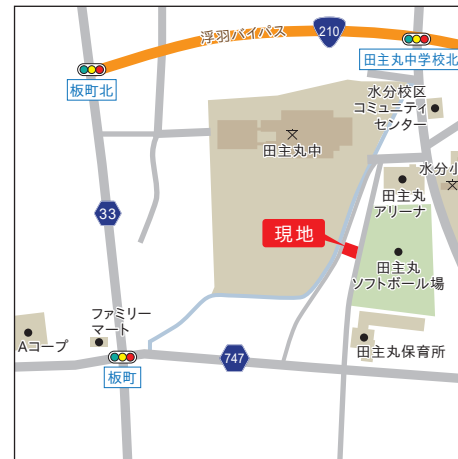 浮羽バイパス
210
田主丸中学校北
板町北
水分校区
コミュニティ
センター
田主丸中
水分小
田主丸
アリーナ
33
現地
田主丸
ソフトボール場
ファミリー
マート
Aコープ
田主丸保育所
747
板町